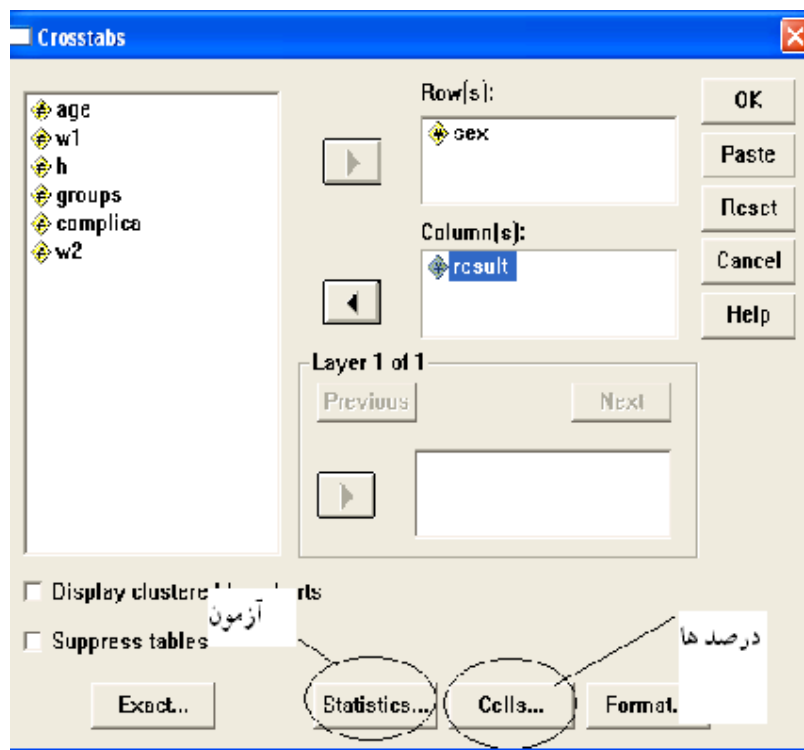 Crosstabs
age
w1
h
groups
complica
w2
Row(s):
sex
Column(s):
result
OK
Paste
Reset
Cancel
Help
Layer 1 of 1
Previous
Next
Display clustere
rts
آزمون
Suppress tables
درصد ها
Exact...
Statistics...
Cells...
Format.